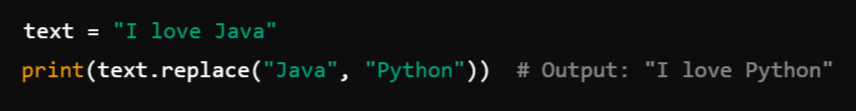 text = "I love Java"
print(text.replace("Java", "Python"))  # Output: "I love Python"